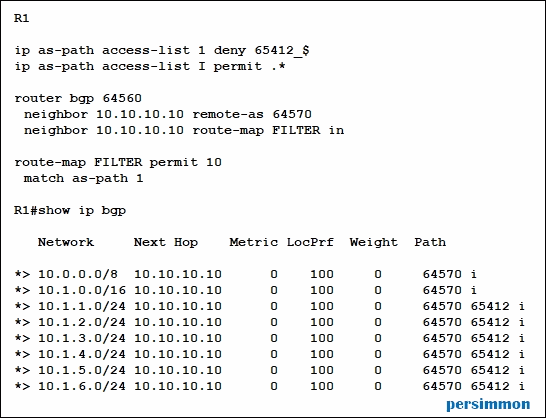 R1
ip as-path access-list 1 deny 65412_$
ip as-path access-list I permit .*
router bgp 64560
neighbor 10.10.10.10 remote-as 64570
neighbor 10.10.10.10 route-map FILTER in
route-map FILTER permit 10
match as-path 1
R1#show ip bgp
Network Next Hop Metric LocPrf Weight Path
*> 10.0.0.0/8 10.10.10.10 0 100 0 64570 i
*> 10.1.0.0/16 10.10.10.10 0 100 0 64570 i
*> 10.1.1.0/24 10.10.10.10 0 100 0 64570 65412 i
*> 10.1.2.0/24 10.10.10.10 0 100 0 64570 65412 i
*> 10.1.3.0/24 10.10.10.10 0 100 0 64570 65412 i
*> 10.1.4.0/24 10.10.10.10 0 100 0 64570 65412 i
*> 10.1.5.0/24 10.10.10.10 0 100 0 64570 65412 i
*> 10.1.6.0/24 10.10.10.10 0 100 0 64570 65412 i
persimmon